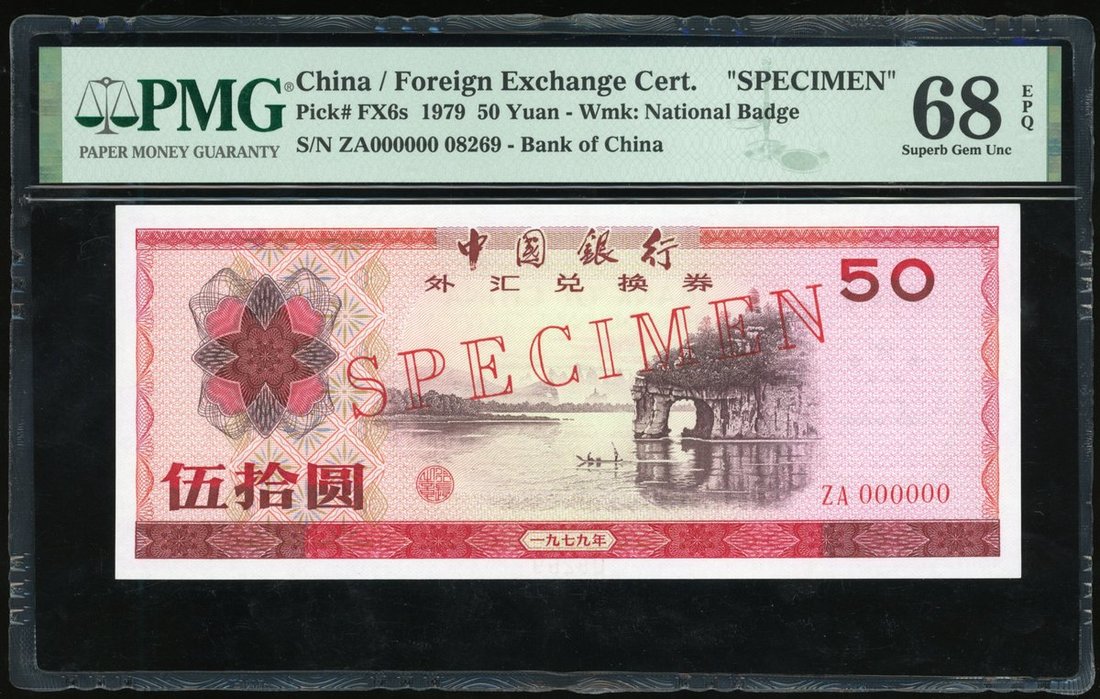 PMG® China / Foreign Exchange Cert. "SPECIMEN"
Pick# FX6s 1979 50 Yuan - Wmk: National Badge
PAPER MONEY GUARANTY S/N ZA000000 08269 - Bank of China
68 EPQ
Superb Gem Unc
中國銀行
外汇兑换券
50
SPECIMEN
伍拾圆
ZA 000000
一九七九年